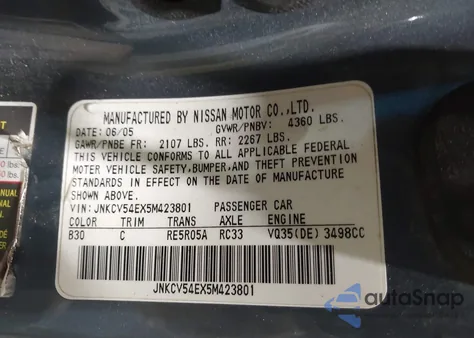 MANUFACTURED BY NISSAN MOTOR CO.,LTD.
DATE: 06/05 GVWR/PNBV: 4360 LBS.
GAWR/PNBE FR: 2107 LBS. RR: 2267 LBS.
THIS VEHICLE CONFORMS TO ALL APPLICABLE FEDERAL
MOTOR VEHICLE SAFETY,BUMPER,AND THEFT PREVENTION
STANDARDS IN EFFECT ON THE DATE OF MANUFACTURE
SHOWN ABOVE.
VIN: JNKCV54EX5M423801 PASSENGER CAR
COLOR TRIM TRANS AXLE ENGINE
B30 C RE5R05A RC33 VQ35(DE) 3498CC
JNKCV54EX5M423801
lbs.
lbs.
MANUAL
autoSnap